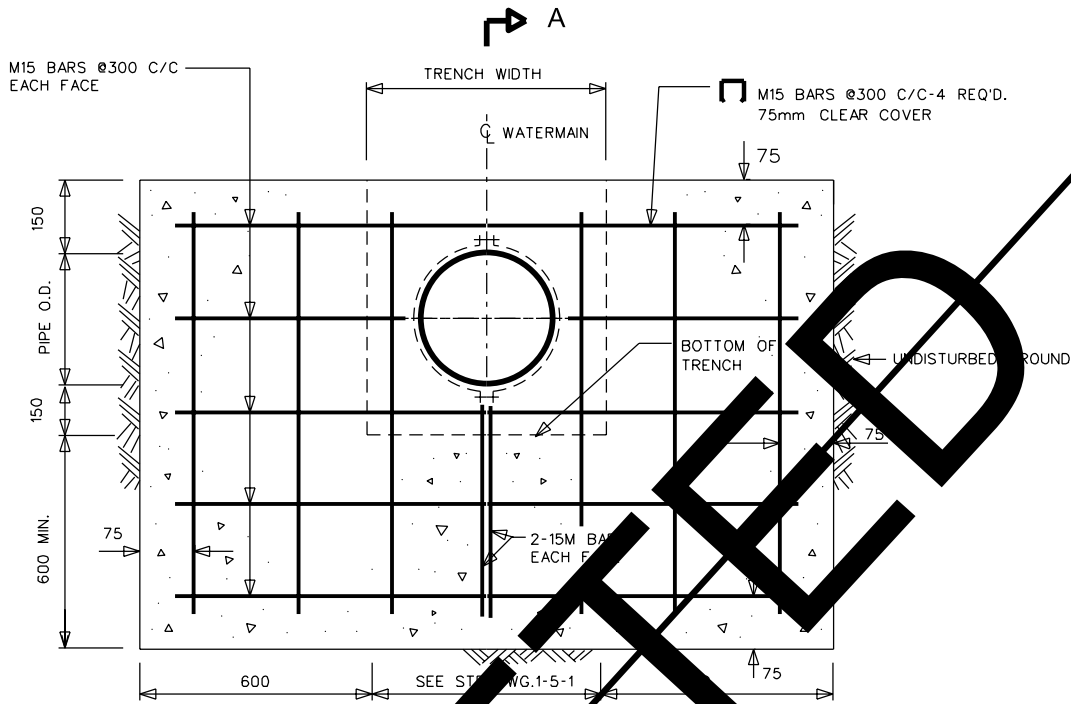 A
M15 BARS @300 C/C
EACH FACE
TRENCH WIDTH
M15 BARS @300 C/C-4 REQ'D.
75mm CLEAR COVER
℄ WATERMAIN
75
150
PIPE O.D.
BOTTOM OF
TRENCH
UNDISTURBED
150
75
75
600 MIN.
2-15M
EACH
75
600
SEE
TED